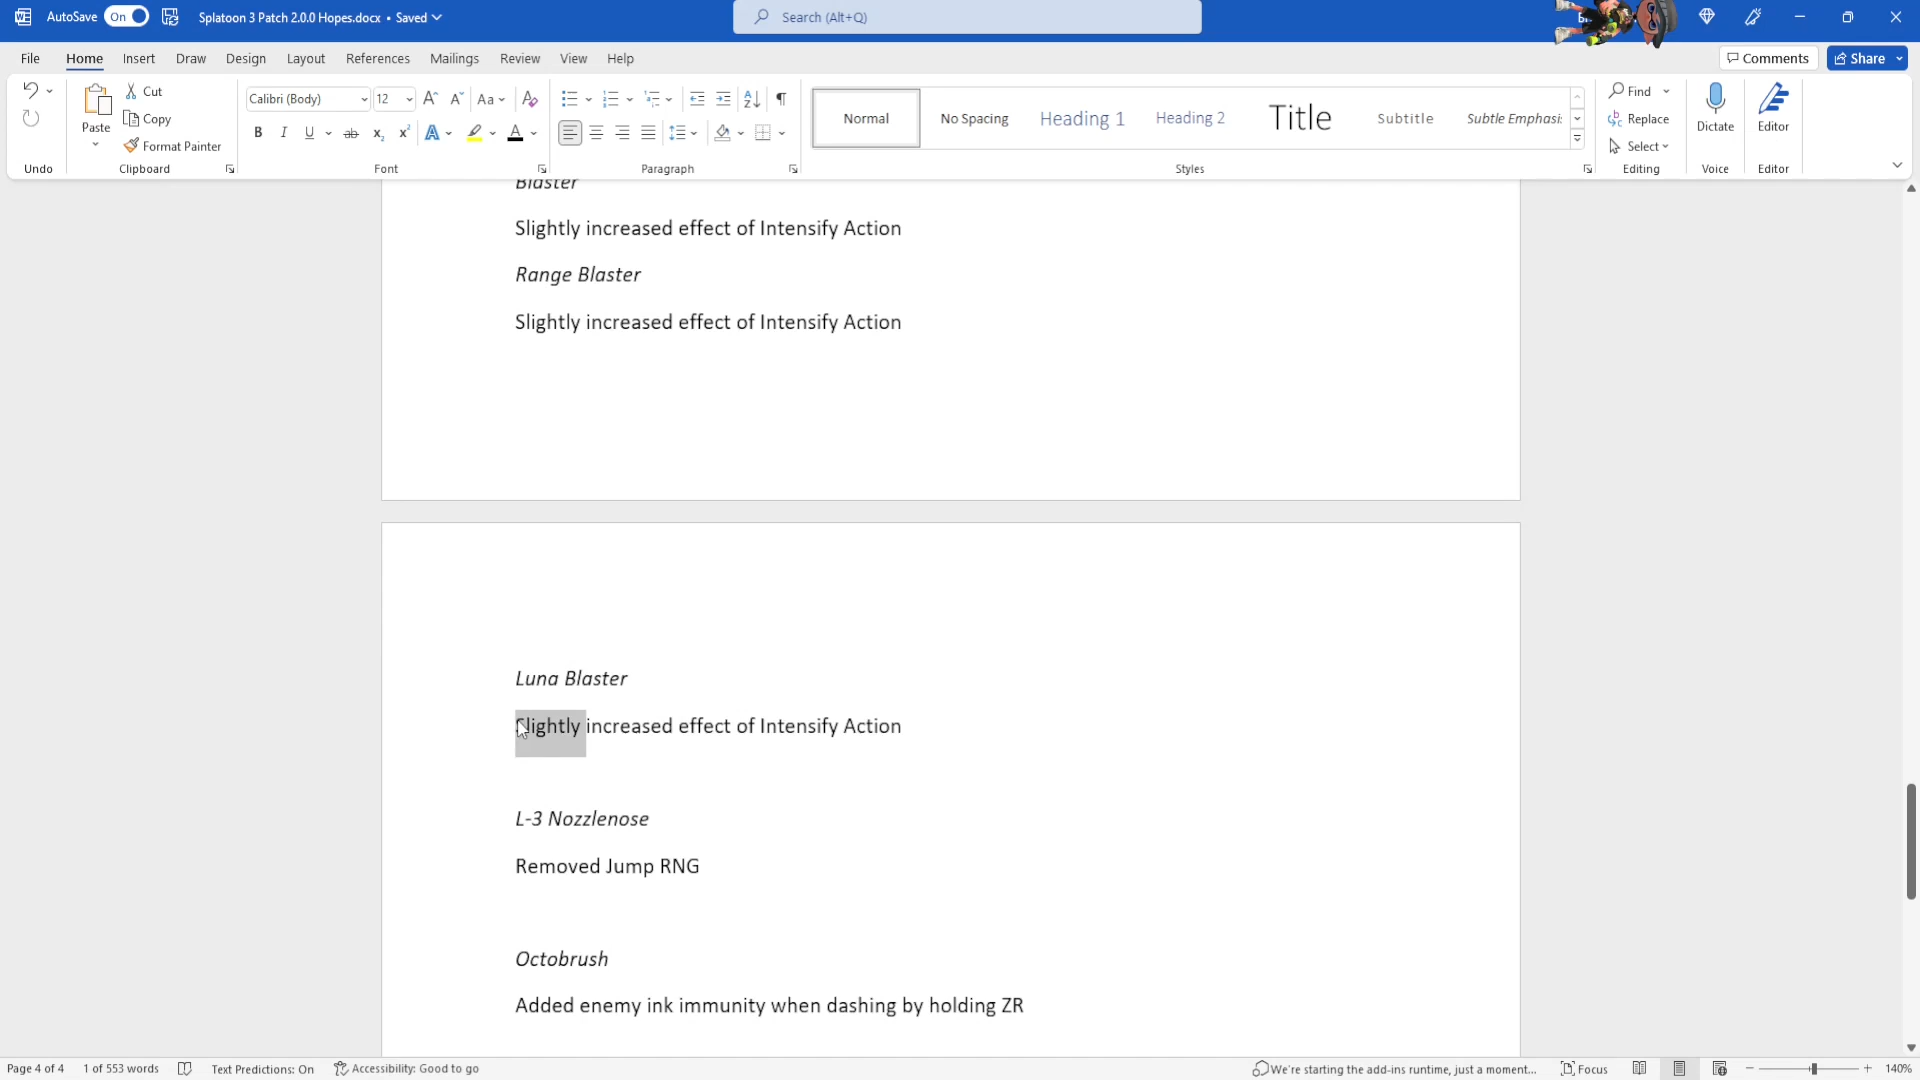 AutoSave On Splatoon 3 Patch 2.0.0 Hopes.docx • Saved Search (Alt+Q)
File Home Insert Draw Design Layout References Mailings Review View Help Comments Share
Paste Cut Copy Format Painter
Calibri (Body) 12 Aa
B I U ab x₂ x² A A
Normal No Spacing Heading 1 Heading 2 Title Subtitle Subtle Emphasi
Find Replace Select
Dictate Editor
Undo Clipboard Font Paragraph Styles Editing Voice Editor
Blaster
Slightly increased effect of Intensify Action
Range Blaster
Slightly increased effect of Intensify Action
Luna Blaster
Slightly increased effect of Intensify Action
L-3 Nozzlenose
Removed Jump RNG
Octobrush
Added enemy ink immunity when dashing by holding ZR
Page 4 of 4 1 of 553 words Text Predictions: On Accessibility: Good to go We're starting the add-ins runtime, just a moment... Focus 140%